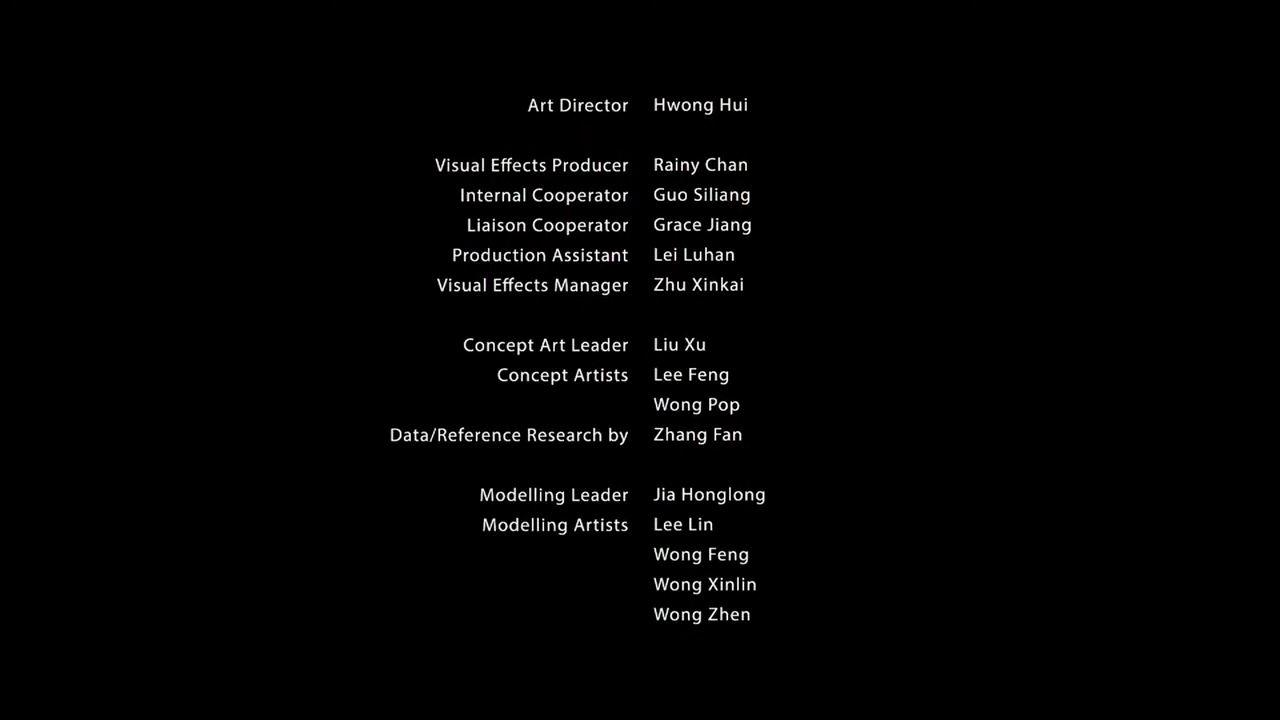 Art Director Hwong Hui
Visual Effects Producer Rainy Chan
Internal Cooperator Guo Siliang
Liaison Cooperator Grace Jiang
Production Assistant Lei Luhan
Visual Effects Manager Zhu Xinkai
Concept Art Leader Liu Xu
Concept Artists Lee Feng
Wong Pop
Data/Reference Research by Zhang Fan
Modelling Leader Jia Honglong
Modelling Artists Lee Lin
Wong Feng
Wong Xinlin
Wong Zhen